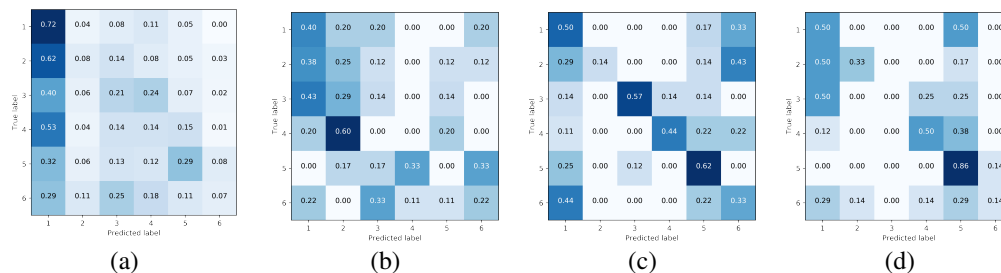 1 0.72 0.04 0.08 0.11 0.05 0.00
2 0.62 0.08 0.14 0.08 0.05 0.03
3 0.40 0.06 0.21 0.24 0.07 0.02
4 0.53 0.04 0.14 0.14 0.15 0.01
5 0.32 0.06 0.13 0.12 0.29 0.08
6 0.29 0.11 0.25 0.18 0.11 0.07
1 2 3 4 5 6
True label
Predicted label
(a)
1 0.40 0.20 0.20 0.00 0.00 0.20
2 0.38 0.25 0.12 0.00 0.12 0.12
3 0.43 0.29 0.14 0.00 0.14 0.00
4 0.20 0.60 0.00 0.00 0.20 0.00
5 0.00 0.17 0.17 0.33 0.00 0.33
6 0.22 0.00 0.33 0.11 0.11 0.22
1 2 3 4 5 6
True label
Predicted label
(b)
1 0.50 0.00 0.00 0.00 0.17 0.33
2 0.29 0.14 0.00 0.00 0.14 0.43
3 0.14 0.00 0.57 0.14 0.14 0.00
4 0.11 0.00 0.00 0.44 0.22 0.22
5 0.25 0.00 0.12 0.00 0.62 0.00
6 0.44 0.00 0.00 0.00 0.22 0.33
1 2 3 4 5 6
True label
Predicted label
(c)
1 0.50 0.00 0.00 0.00 0.50 0.00
2 0.50 0.33 0.00 0.00 0.17 0.00
3 0.50 0.00 0.00 0.25 0.25 0.00
4 0.12 0.00 0.00 0.50 0.38 0.00
5 0.00 0.00 0.00 0.00 0.86 0.14
6 0.29 0.14 0.00 0.14 0.29 0.14
1 2 3 4 5 6
True label
Predicted label
(d)